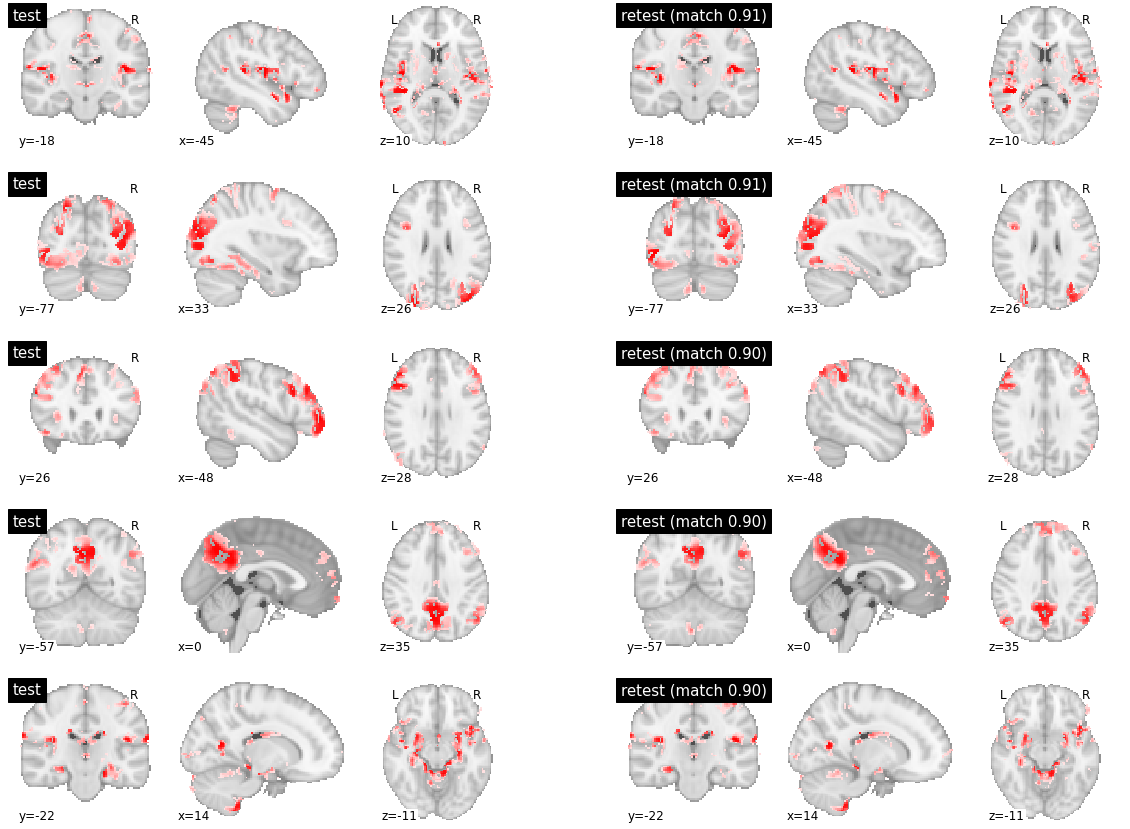 test
R
L
R
retest (match 0.91)
L
R
y=-18
x=-45
z=10
y=-18
x=-45
z=10
test
R
L
R
retest (match 0.91)
L
R
y=-77
x=33
z=26
y=-77
x=33
z=26
test
R
L
R
retest (match 0.90)
L
R
y=26
x=-48
z=28
y=26
x=-48
z=28
test
R
L
R
retest (match 0.90)
L
R
y=-57
x=0
z=35
y=-57
x=0
z=35
test
R
L
R
retest (match 0.90)
L
R
y=-22
x=14
z=-11
y=-22
x=14
z=-11